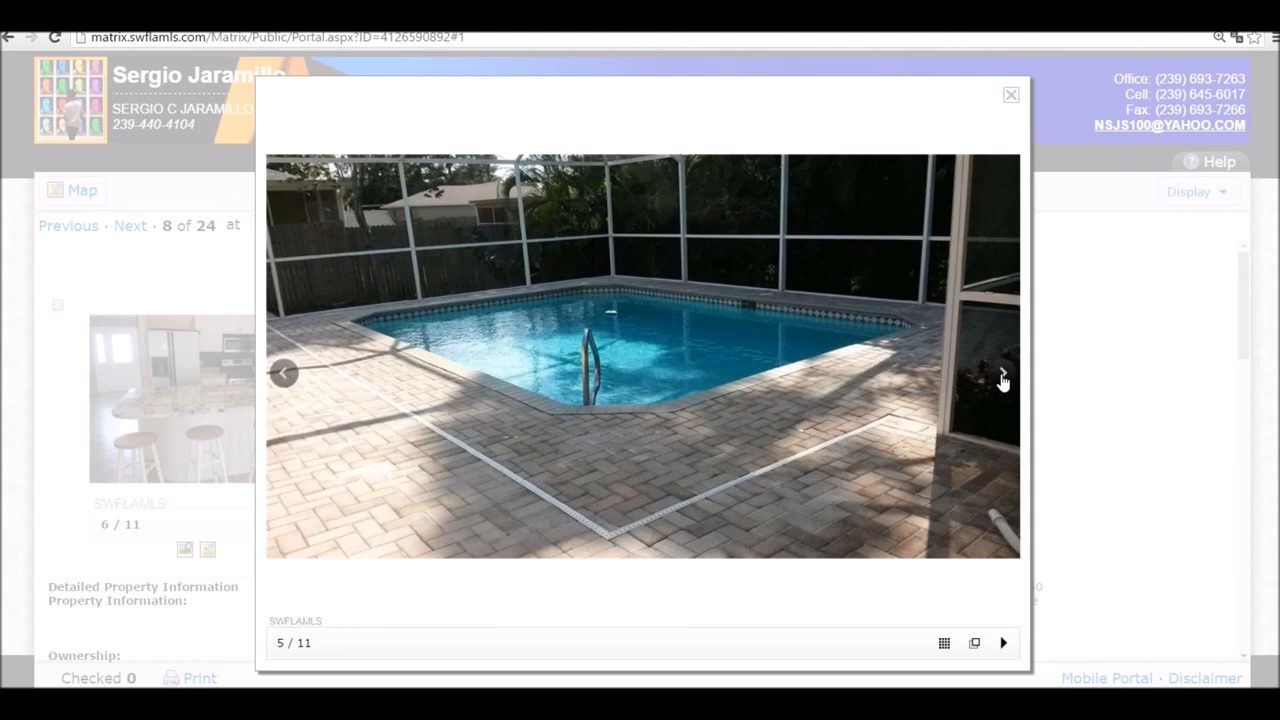 matrix.swflamls.com/Matrix/Public/Portal.aspx?ID=4126590892#1
Sergio Jaramillo
SERGIO C JARAMILLO
239-440-4104
Office: (239) 693-7263
Cell: (239) 645-6017
Fax: (239) 693-7266
NSJS100@YAHOO.COM
Help
Map
Display
Previous · Next · 8 of 24 at
SWFLAMLS
6 / 11
Detailed Property Information
Property Information:
Ownership:
SWFLAMLS
5 / 11
Checked 0
Print
Mobile Portal · Disclaimer